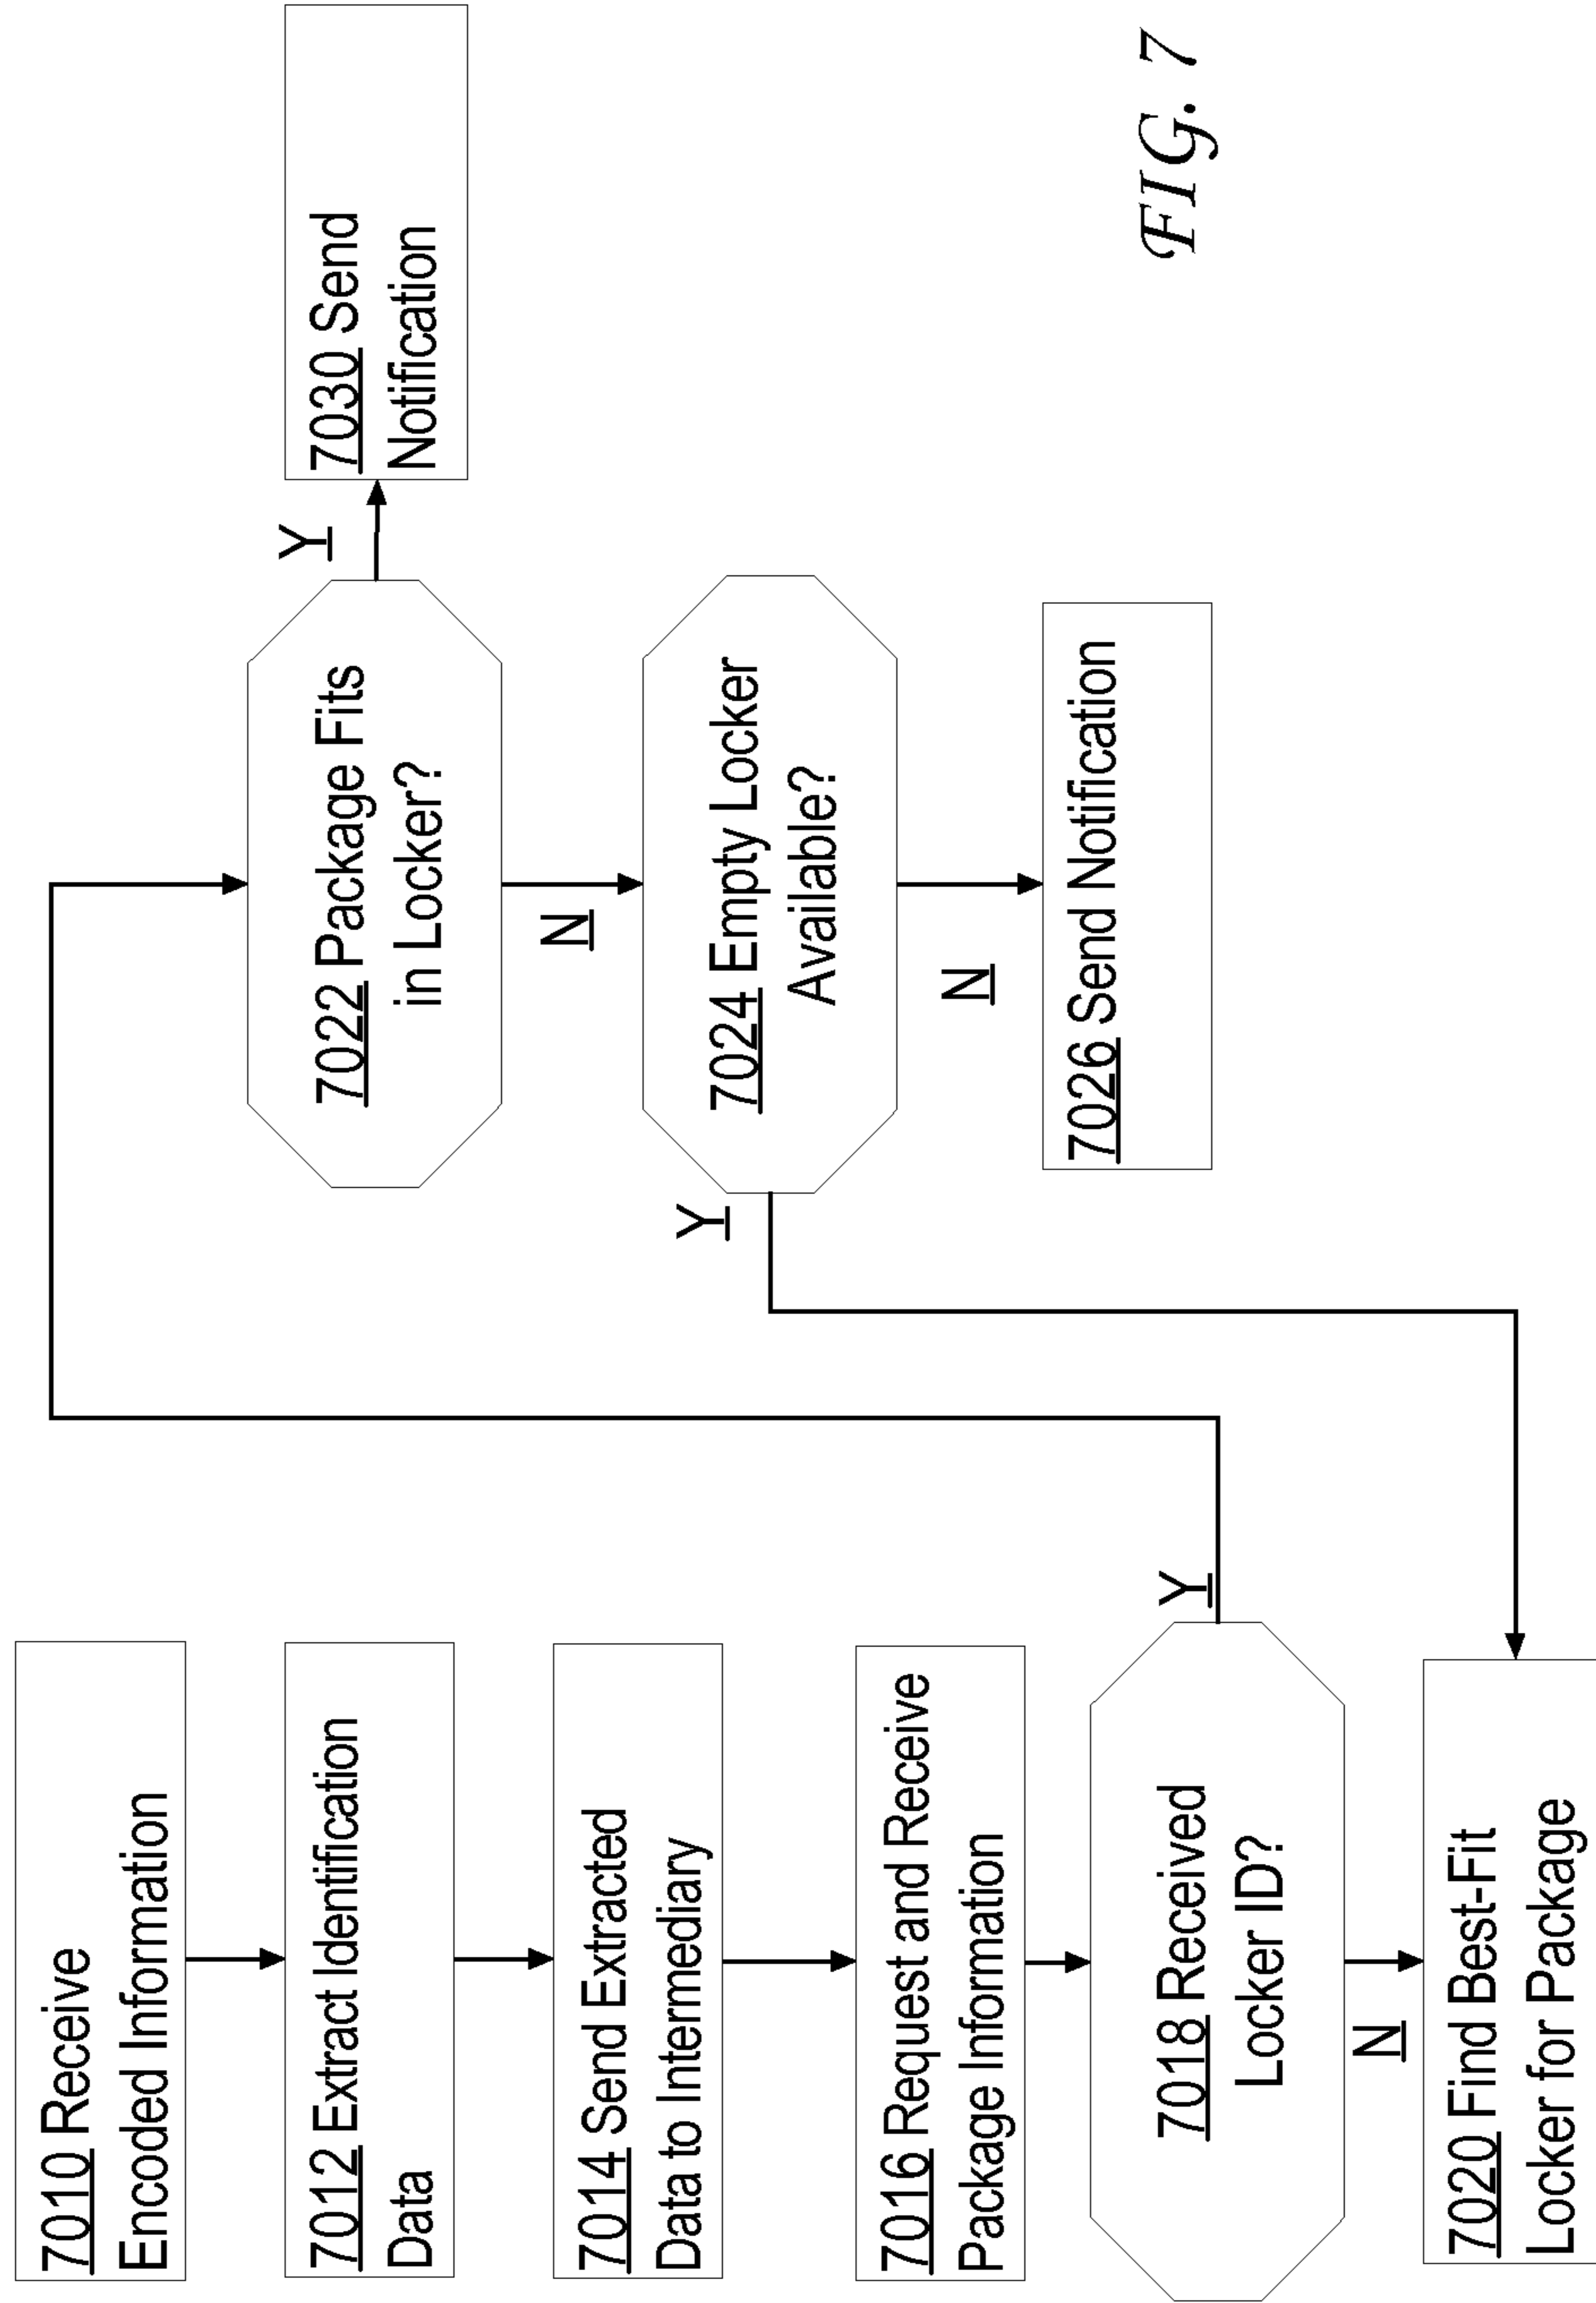 7010 Receive
Encoded Information
7012 Extract Identification
Data
7014 Send Extracted
Data to Intermediary
7016 Request and Receive
Package Information
7018 Received
Locker ID?
Y
N
7020 Find Best-Fit
Locker for Package
7022 Package Fits
in Locker?
Y
N
7024 Empty Locker
Available?
Y
N
7026 Send Notification
7030 Send
Notification
FIG. 7